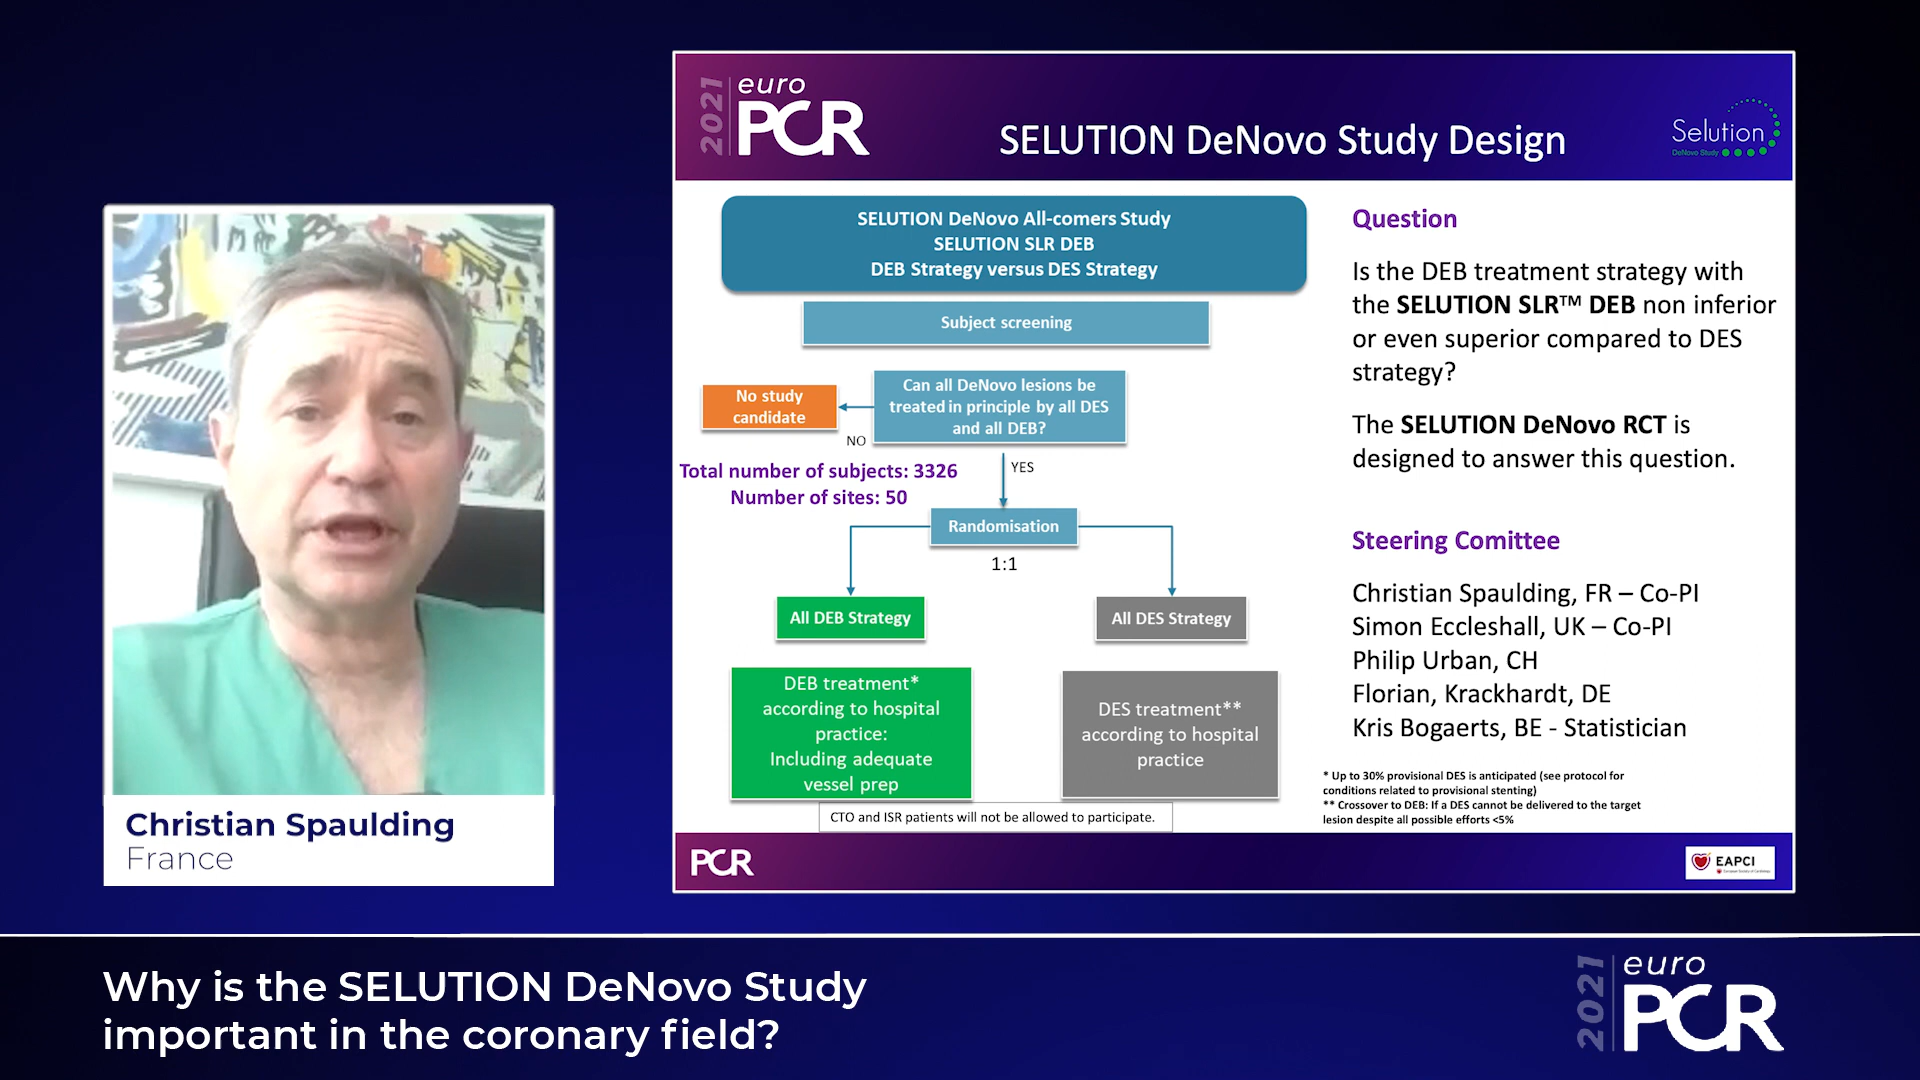 2021 euro
PCR
SELUTION DeNovo Study Design
Selution
DeNovo Study
SELUTION DeNovo All-comers Study
SELUTION SLR DEB
DEB Strategy versus DES Strategy
Subject screening
Can all DeNovo lesions be
treated in principle by all DES
and all DEB?
No study
candidate
NO
YES
Total number of subjects: 3326
Number of sites: 50
Randomisation
1:1
All DEB Strategy
All DES Strategy
DEB treatment*
according to hospital
practice:
Including adequate
vessel prep
DES treatment**
according to hospital
practice
CTO and ISR patients will not be allowed to participate.
Question
Is the DEB treatment strategy with
the SELUTION SLR™ DEB non inferior
or even superior compared to DES
strategy?
The SELUTION DeNovo RCT is
designed to answer this question.
Steering Comittee
Christian Spaulding, FR – Co-PI
Simon Eccleshall, UK – Co-PI
Philip Urban, CH
Florian, Krackhardt, DE
Kris Bogaerts, BE - Statistician
* Up to 30% provisional DES is anticipated (see protocol for
conditions related to provisional stenting)
** Crossover to DEB: If a DES cannot be delivered to the target
lesion despite all possible efforts <5%
PCR
EAPCI
Christian Spaulding
France
Why is the SELUTION DeNovo Study
important in the coronary field?
2021 euro
PCR